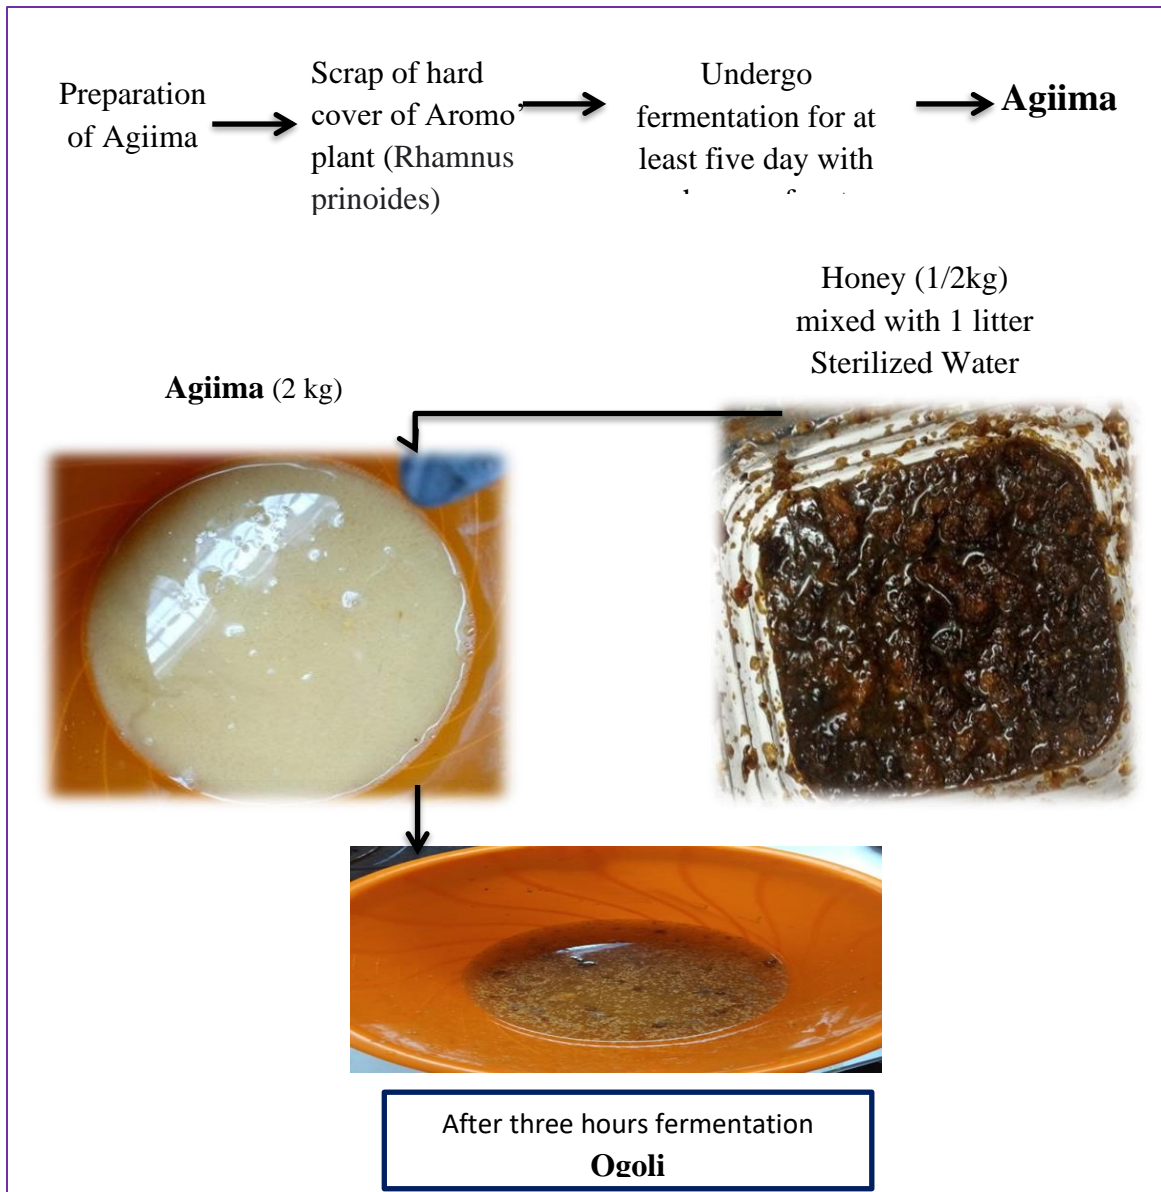 Preparation
of Agiima
Scrap of hard
cover of Aromo’
plant (Rhamnus
prinoides)
Undergo
fermentation for at
least five day with
Agiima
Honey (1/2kg)
mixed with 1 litter
Sterilized Water
Agiima (2 kg)
After three hours fermentation
Ogoli